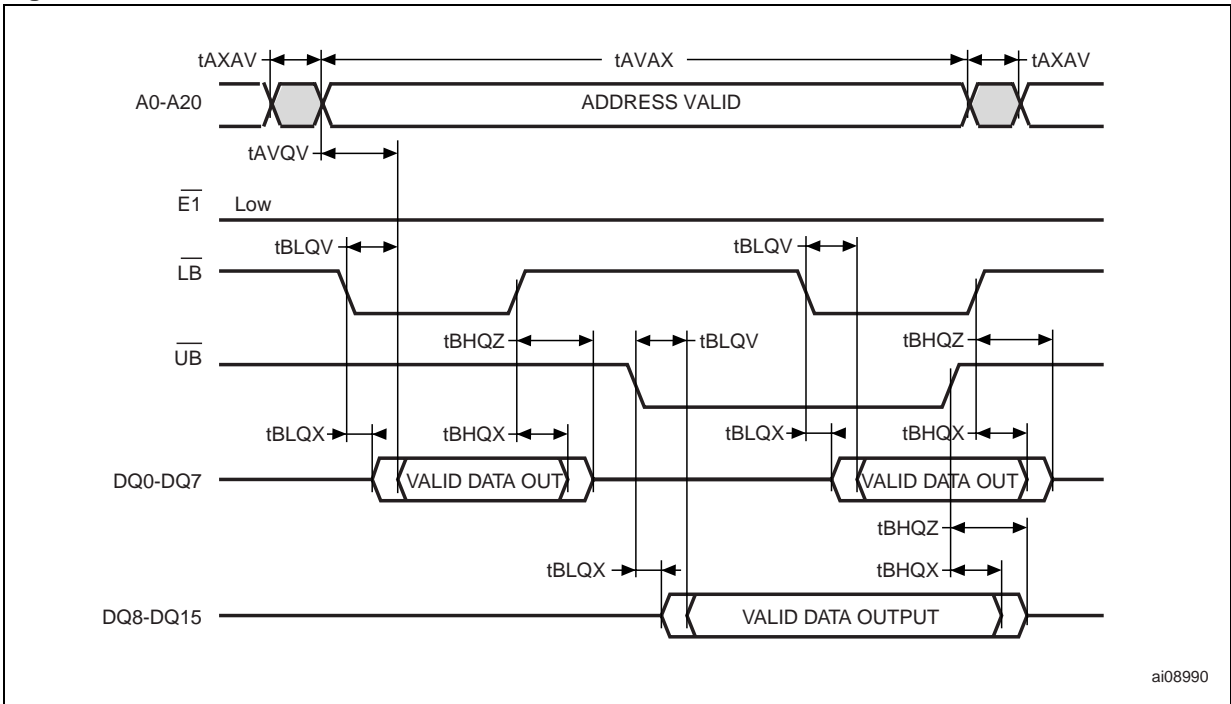 tAXAV
tAVAX
tAXAV
A0-A20
ADDRESS VALID
tAVQV
E1
Low
tBLQV
tBLQV
LB
tBHQZ
tBLQV
tBHQZ
UB
tBLQX
tBHQX
tBLQX
tBHQX
DQ0-DQ7
VALID DATA OUT
VALID DATA OUT
tBHQZ
tBLQX
tBHQX
DQ8-DQ15
VALID DATA OUTPUT
ai08990